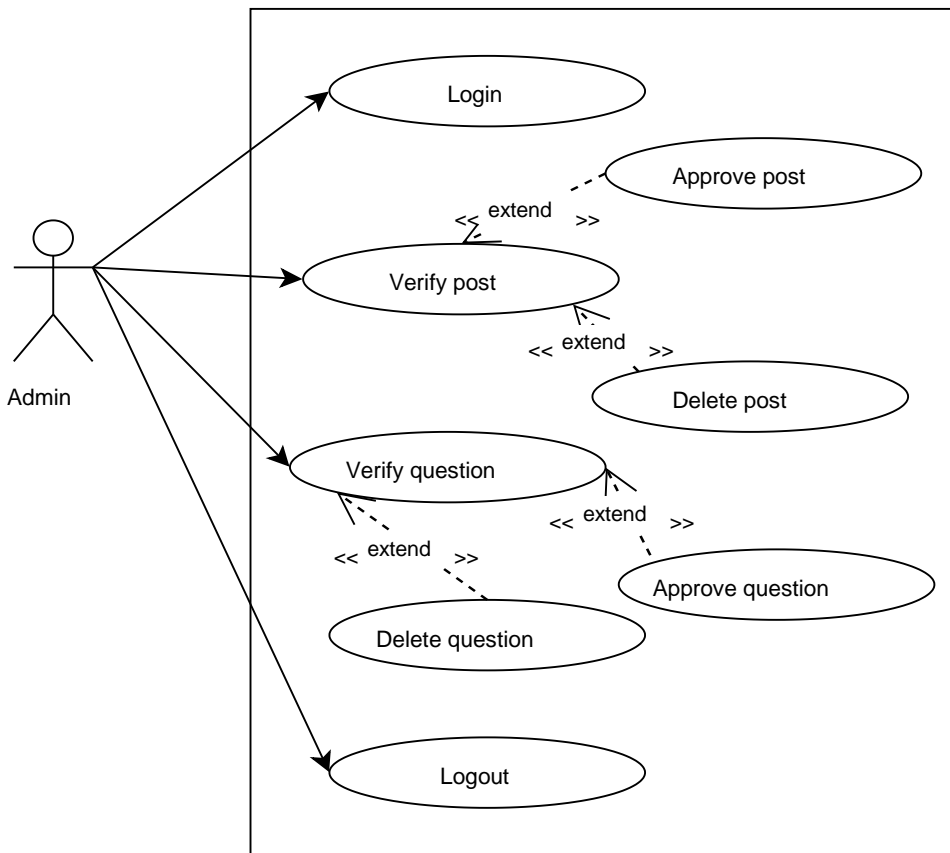 Login
Approve post
<< extend >>
Verify post
<< extend >>
Admin
Delete post
Verify question
<< extend >>
<< extend >>
Approve question
Delete question
Logout